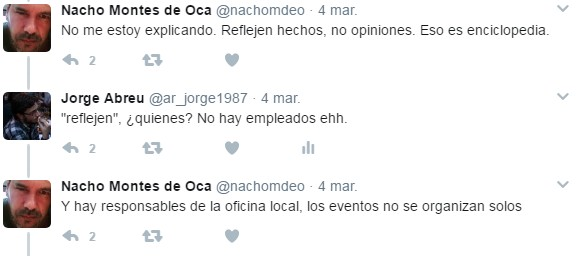 Nacho Montes de Oca @nachomdeo · 4 mar.
No me estoy explicando. Reflejen hechos, no opiniones. Eso es enciclopedia.
2
Jorge Abreu @ar_jorge1987 · 4 mar.
"reflejen", ¿quienes? No hay empleados ehh.
2
Nacho Montes de Oca @nachomdeo · 4 mar.
Y hay responsables de la oficina local, los eventos no se organizan solos
2